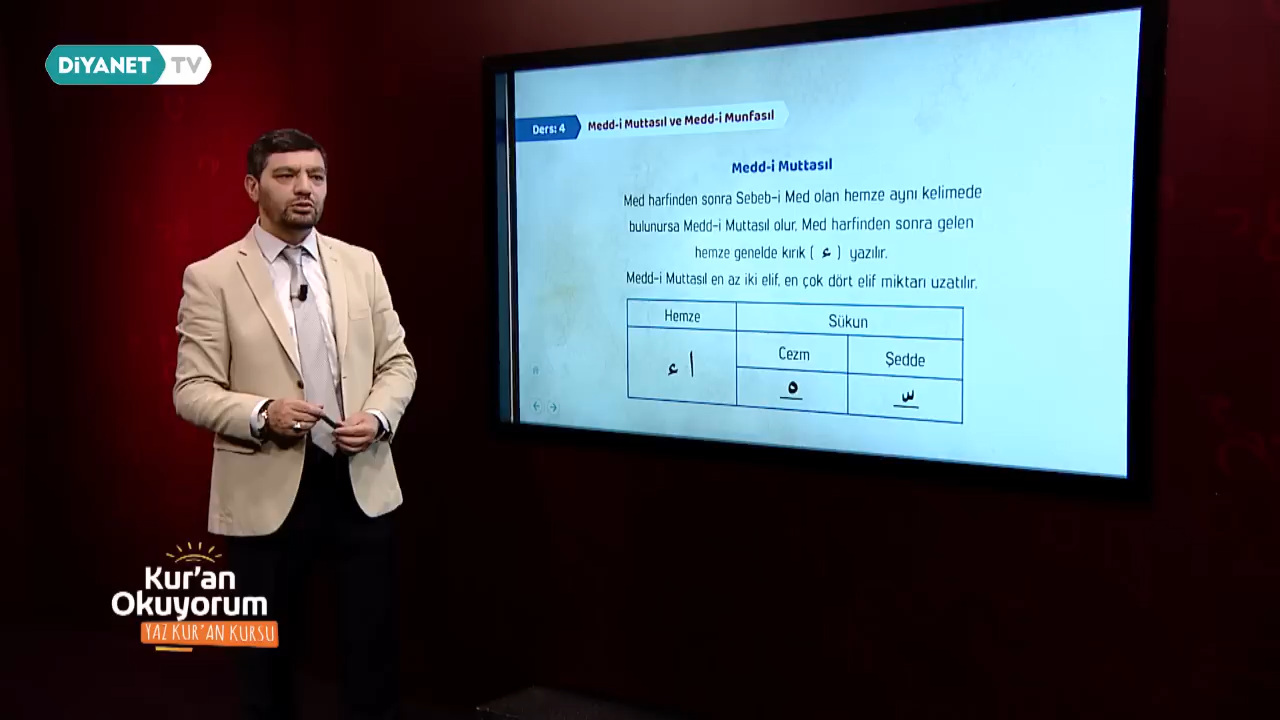 DiYANET TV
Ders: 4
Medd-i Muttasıl ve Medd-i Munfasıl
Medd-i Muttasıl
Med harfinden sonra Sebeb-i Med olan hemze aynı kelimede
bulunursa Medd-i Muttasıl olur. Med harfinden sonra gelen
hemze genelde kırık ( ء ) yazılır.
Medd-i Muttasıl en az iki elif, en çok dört elif miktarı uzatılır.
Hemze
Sükun
Cezm
Şedde
ا ء
Kur'an
Okuyorum
YAZ KUR'AN KURSU